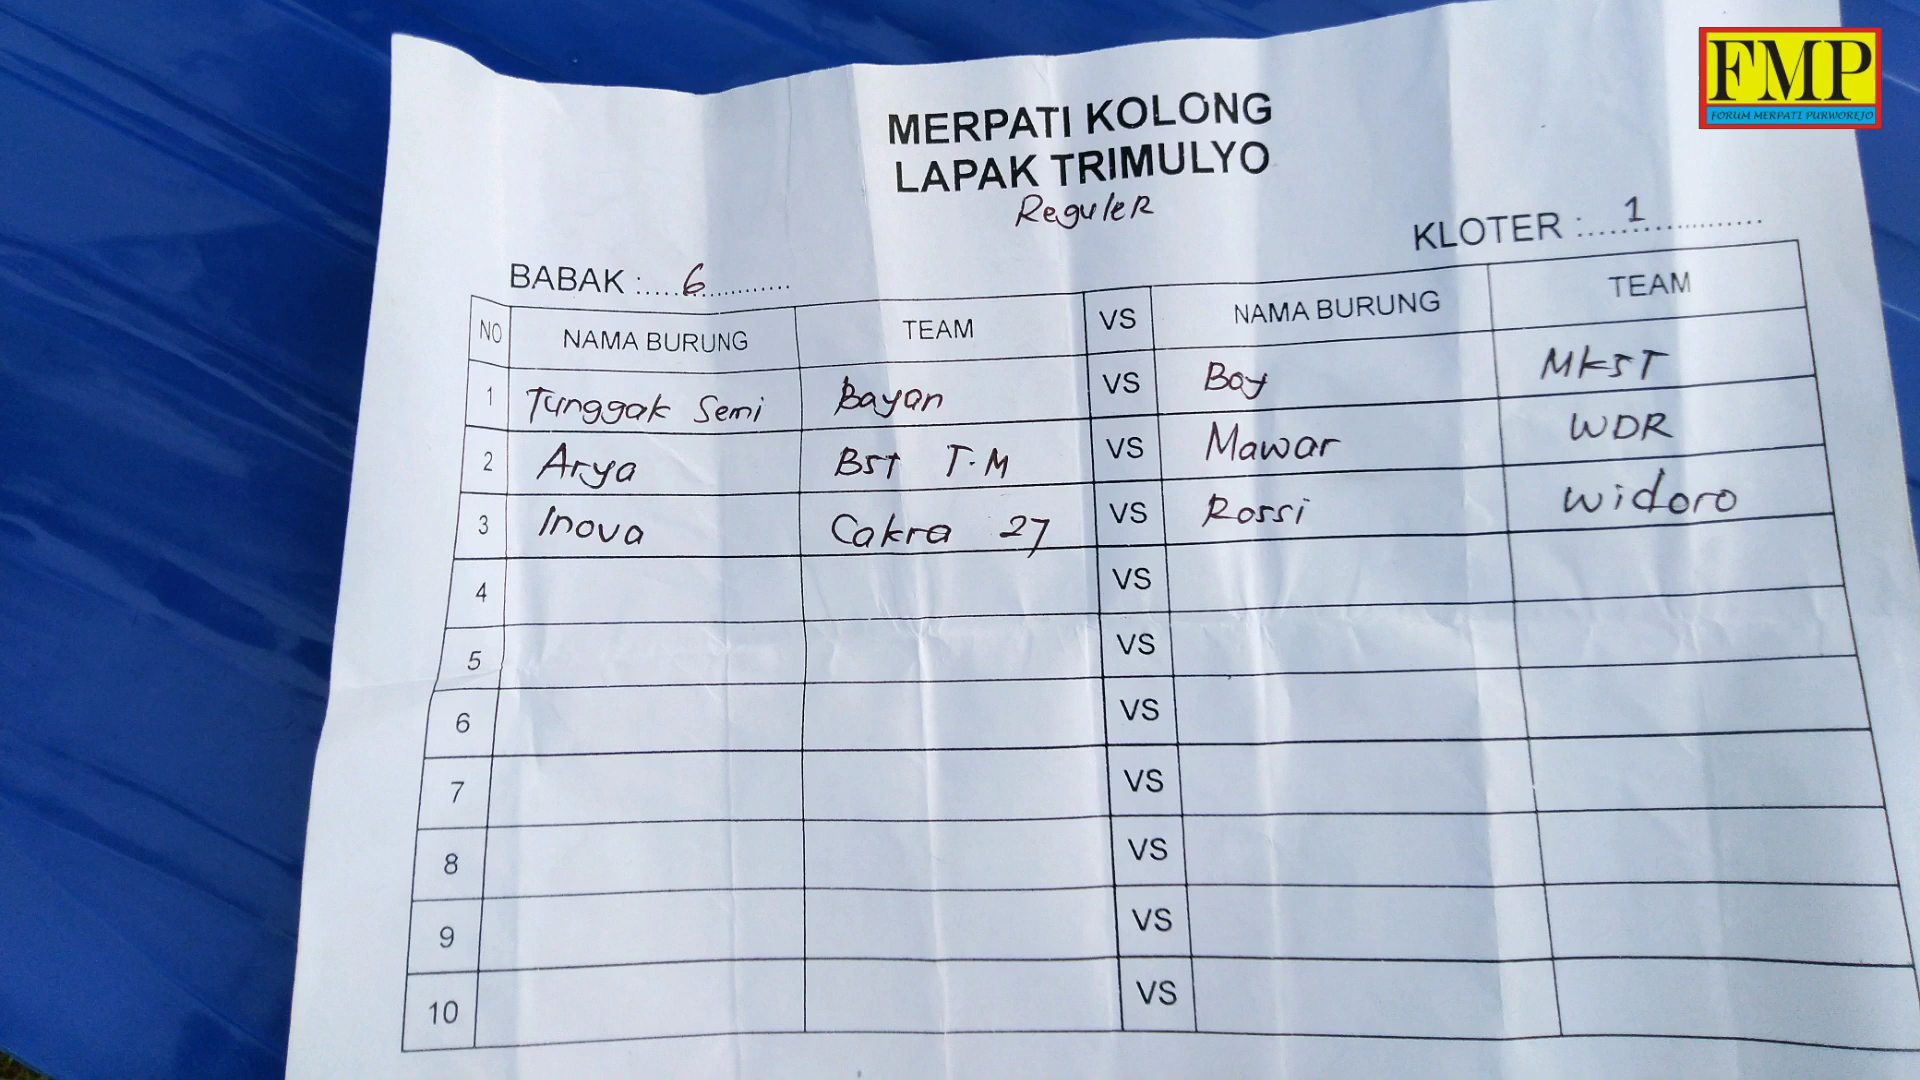 FMP
FORUM MERPATI PURWOREJO
MERPATI KOLONG
LAPAK TRIMULYO
Reguler
BABAK :....6............
KLOTER :......1...............
NO NAMA BURUNG TEAM VS NAMA BURUNG TEAM
1 Tunggak Semi Bayan VS Boy MKST
2 Arya BST T.M VS Mawar WDR
3 Inova Cakra 27 VS Rossi Widoro
4 VS
5 VS
6 VS
7 VS
8 VS
9 VS
10 VS